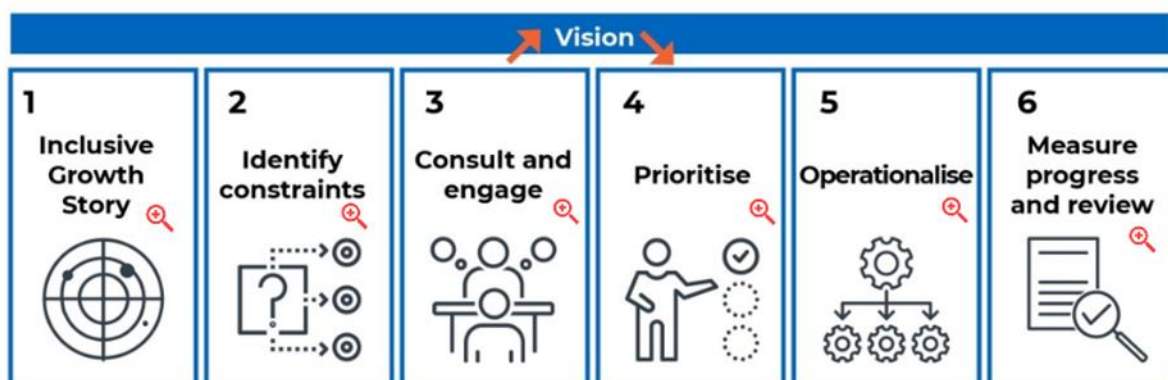 Vision
1
Inclusive
Growth
Story
2
Identify
constraints
3
Consult and
engage
4
Prioritise
5
Operationalise
6
Measure
progress
and review
?